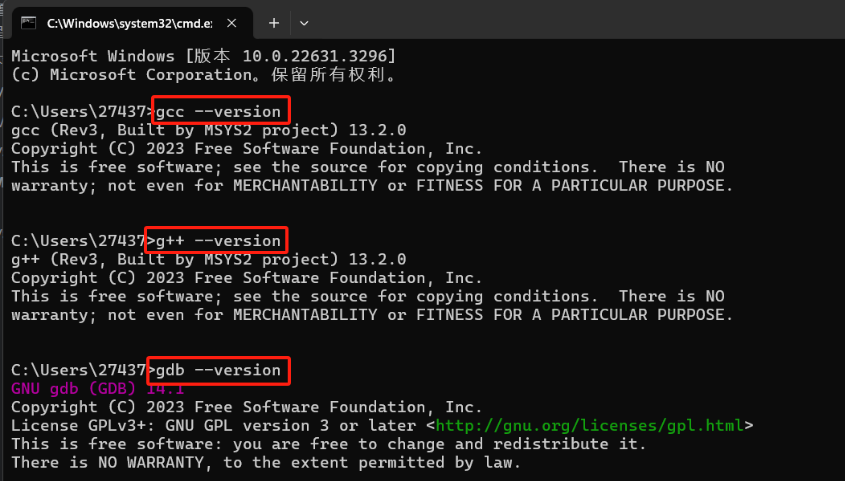 C:\Windows\system32\cmd.e
Microsoft Windows [版本 10.0.22631.3296]
(c) Microsoft Corporation。保留所有权利。
C:\Users\27437>gcc --version
gcc (Rev3, Built by MSYS2 project) 13.2.0
Copyright (C) 2023 Free Software Foundation, Inc.
This is free software; see the source for copying conditions.  There is NO
warranty; not even for MERCHANTABILITY or FITNESS FOR A PARTICULAR PURPOSE.
C:\Users\27437>g++ --version
g++ (Rev3, Built by MSYS2 project) 13.2.0
Copyright (C) 2023 Free Software Foundation, Inc.
This is free software; see the source for copying conditions.  There is NO
warranty; not even for MERCHANTABILITY or FITNESS FOR A PARTICULAR PURPOSE.
C:\Users\27437>gdb --version
GNU gdb (GDB) 14.1
Copyright (C) 2023 Free Software Foundation, Inc.
License GPLv3+: GNU GPL version 3 or later <http://gnu.org/licenses/gpl.html>
This is free software: you are free to change and redistribute it.
There is NO WARRANTY, to the extent permitted by law.